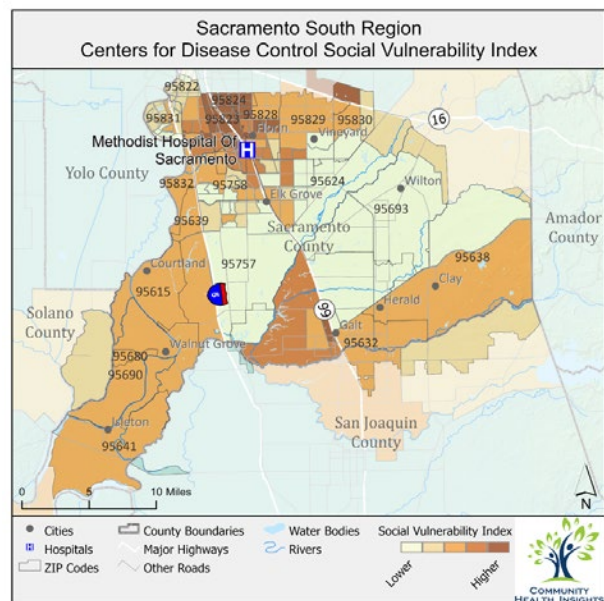 Sacramento South Region
Centers for Disease Control Social Vulnerability Index
95822
95824
95831
95823
95828
95829
95830
16
Florin
Vineyard
Methodist Hospital Of
Sacramento
H
Yolo County
95832
95758
95624
Wilton
Elk Grove
95693
95639
Sacramento
County
Amador
County
95757
95638
Courtland
Clay
95615
5
Solano
County
99
Herald
Galt
95632
Walnut Grove
95680
95690
San Joaquin
County
Isleton
95641
0 5 10 Miles
N
Cities
County Boundaries
Water Bodies
Social Vulnerability Index
H Hospitals
Major Highways
Rivers
ZIP Codes
Other Roads
Lower
Higher
COMMUNITY
HEALTH INSIGHTS